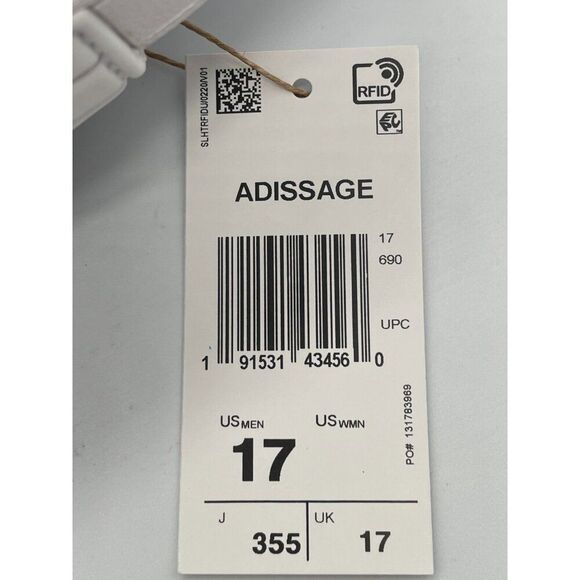 SLHTRFIDU/0220/V01
RFID
ADISSAGE
17
690
UPC
1 91531 43456 0
PO# 131783969
US MEN US WMN
17
J UK
355 17